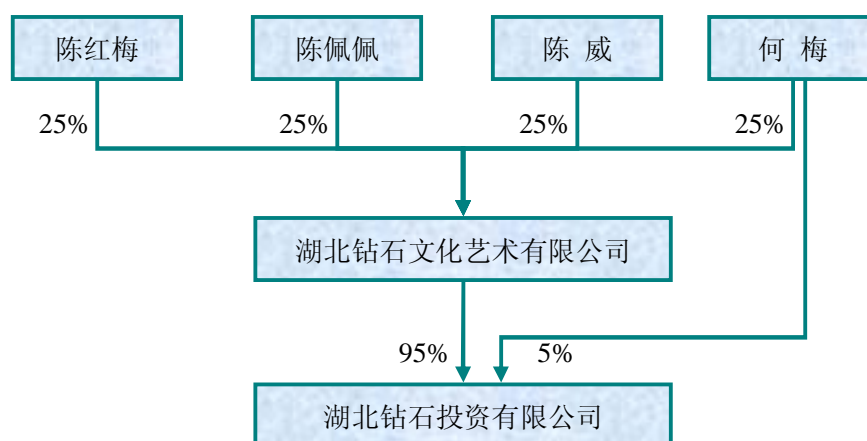 陈红梅 陈佩佩 陈 威 何 梅
25% 25% 25% 25%
湖北钻石文化艺术有限公司
95% 5%
湖北钻石投资有限公司